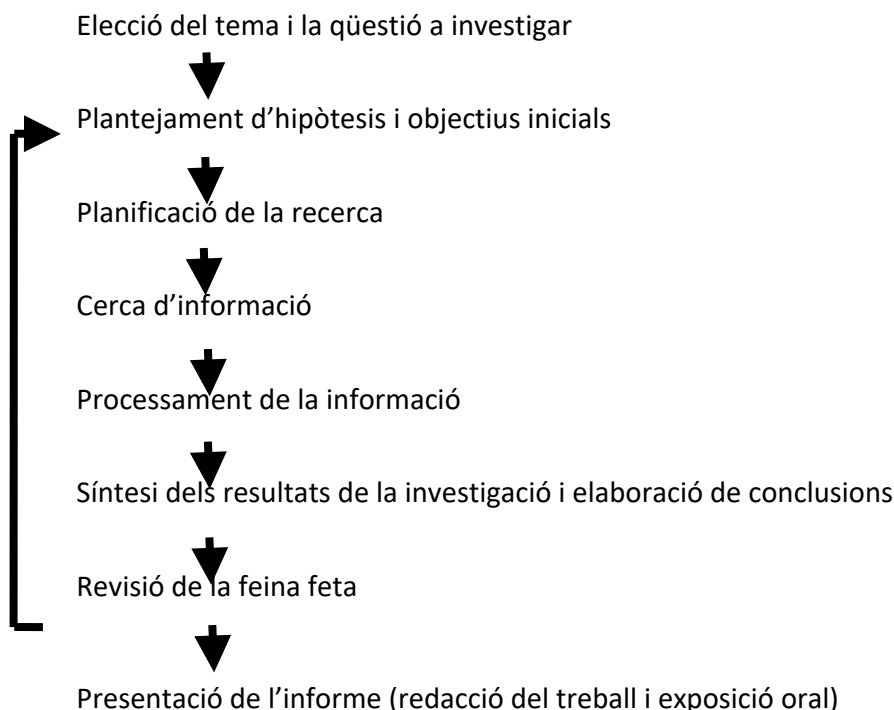 Elecció del tema i la qüestió a investigar
Plantejament d’hipòtesis i objectius inicials
Planificació de la recerca
Cerca d’informació
Processament de la informació
Síntesi dels resultats de la investigació i elaboració de conclusions
Revisió de la feina feta
Presentació de l’informe (redacció del treball i exposició oral)